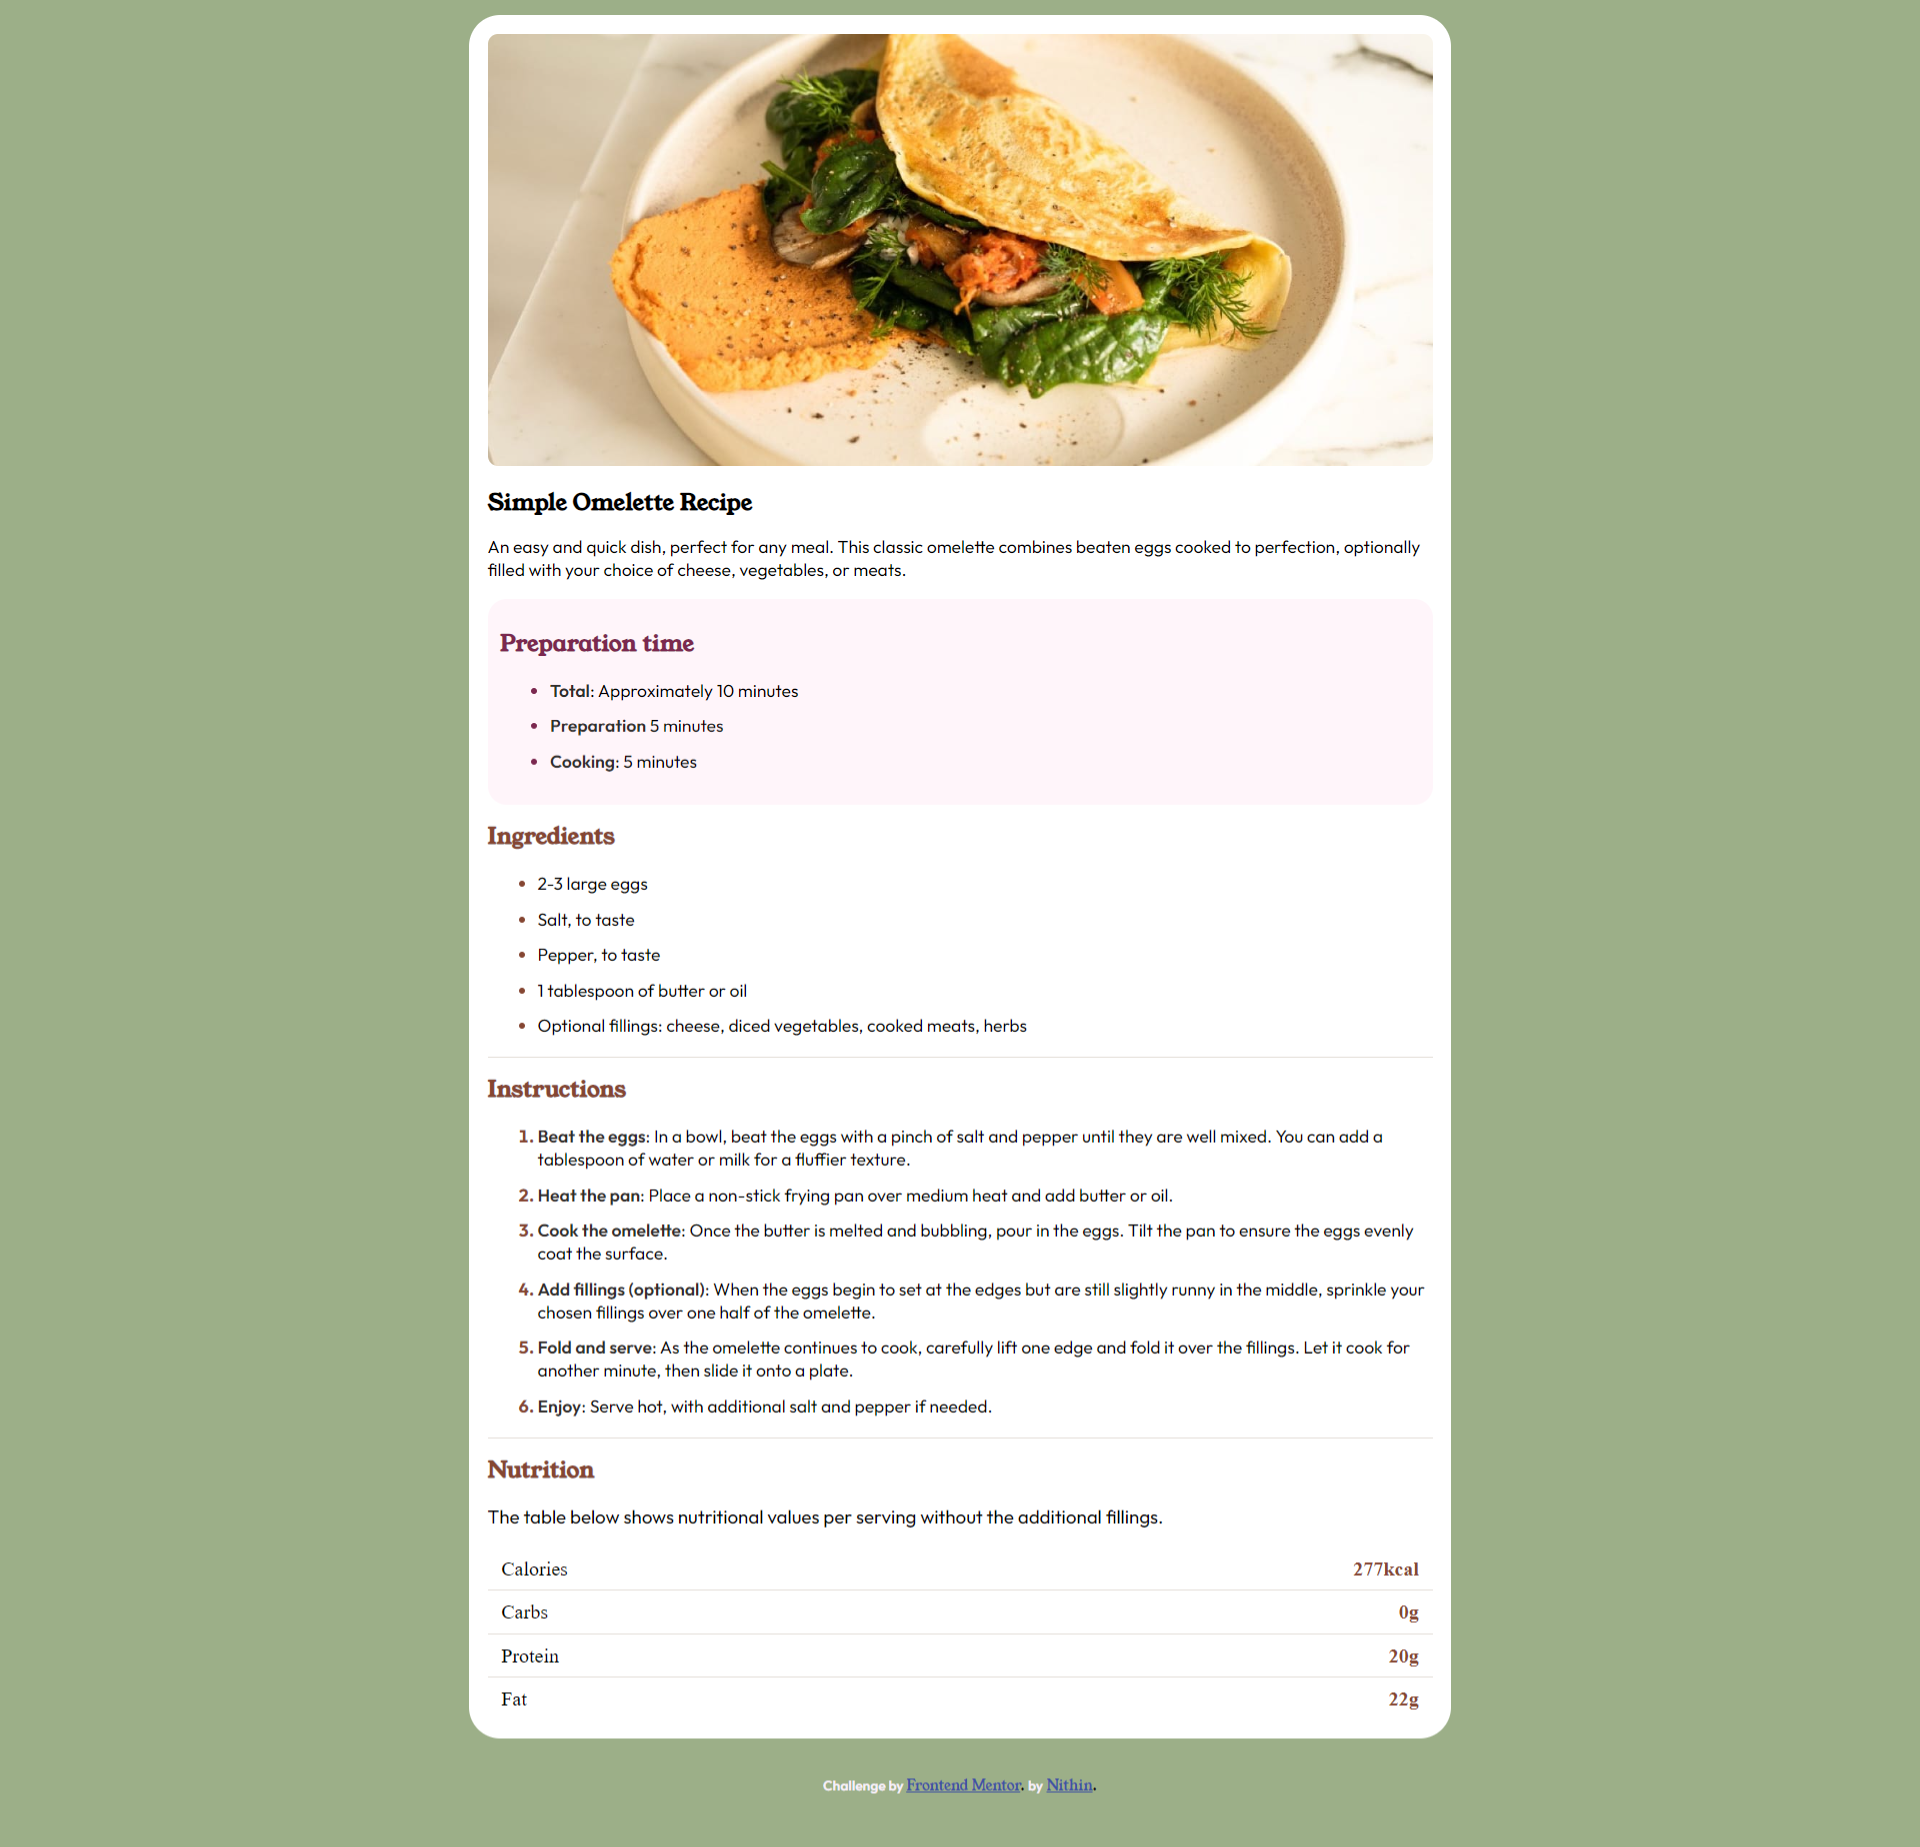 Simple Omelette Recipe
An easy and quick dish, perfect for any meal. This classic omelette combines beaten eggs cooked to perfection, optionally
filled with your choice of cheese, vegetables, or meats.
Preparation time
• Total: Approximately 10 minutes
• Preparation 5 minutes
• Cooking: 5 minutes
Ingredients
• 2-3 large eggs
• Salt, to taste
• Pepper, to taste
• 1 tablespoon of butter or oil
• Optional fillings: cheese, diced vegetables, cooked meats, herbs
Instructions
1. Beat the eggs: In a bowl, beat the eggs with a pinch of salt and pepper until they are well mixed. You can add a
tablespoon of water or milk for a fluffier texture.
2. Heat the pan: Place a non-stick frying pan over medium heat and add butter or oil.
3. Cook the omelette: Once the butter is melted and bubbling, pour in the eggs. Tilt the pan to ensure the eggs evenly
coat the surface.
4. Add fillings (optional): When the eggs begin to set at the edges but are still slightly runny in the middle, sprinkle your
chosen fillings over one half of the omelette.
5. Fold and serve: As the omelette continues to cook, carefully lift one edge and fold it over the fillings. Let it cook for
another minute, then slide it onto a plate.
6. Enjoy: Serve hot, with additional salt and pepper if needed.
Nutrition
The table below shows nutritional values per serving without the additional fillings.
Calories 277kcal
Carbs 0g
Protein 20g
Fat 22g
Challenge by Frontend Mentor. by Nithin.